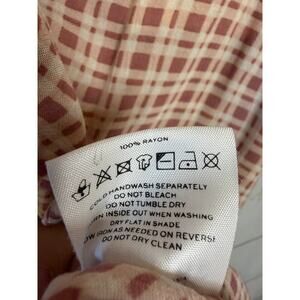 100% RAYON
COLD HANDWASH SEPARATELY
DO NOT BLEACH
DO NOT TUMBLE DRY
INSIDE OUT WHEN WASHING
DRY FLAT IN SHADE
IRON AS NEEDED ON REVERSE
DO NOT DRY CLEAN